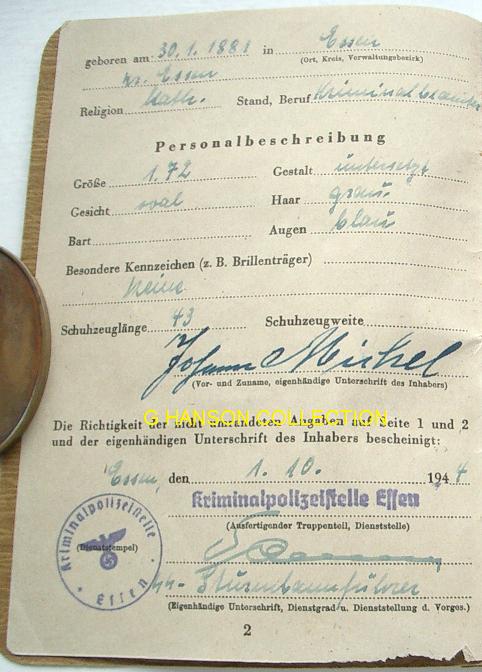 geboren am 30.1.1881 in Essen
(Ort, Kreis, Verwaltungsbezirk)
Essen
Religion Kath. Stand, Beruf Kriminalbeamter
Personalbeschreibung
Größe 1.72 Gestalt untersetzt
Gesicht oval Haar grau.
Bart Augen blau
Besondere Kennzeichen (z. B. Brillenträger)
keine
Schuhzeuglänge 43 Schuhzeugweite
Johann Michel
(Vor- und Zuname, eigenhändige Unterschrift des Inhabers)
G HANSON COLLECTION
Die Richtigkeit der nicht umrandeten Angaben auf Seite 1 und 2
und der eigenhändigen Unterschrift des Inhabers bescheinigt:
Essen, den 1. 10. 1944
Kriminalpolizeistelle Essen
(Ausfertigender Truppenteil, Dienststelle)
Kriminalpolizeistelle
(Dienststempel)
Essen
Sturmbannführer
(Eigenhändige Unterschrift, Dienstgrad u. Dienststellung d. Vorges.)
2